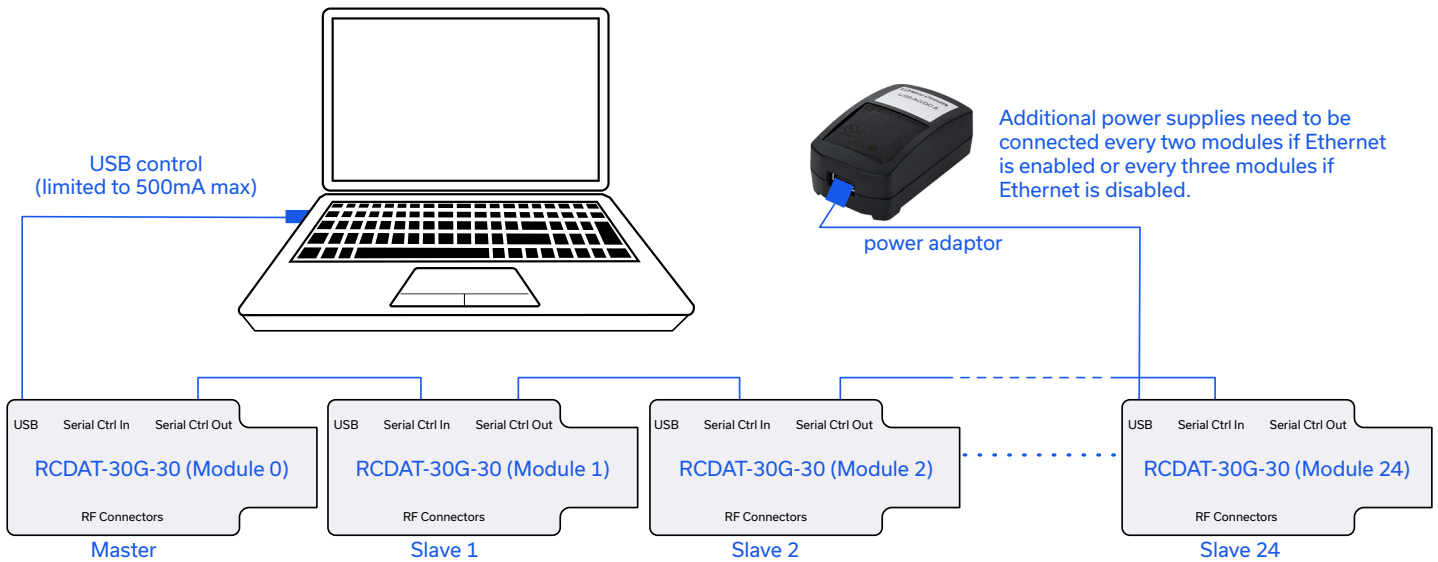 USB control
(limited to 500mA max)
Additional power supplies need to be
connected every two modules if Ethernet
is enabled or every three modules if
Ethernet is disabled.
power adaptor
USB Serial Ctrl In Serial Ctrl Out
RCDAT-30G-30 (Module 0)
RF Connectors
Master
USB Serial Ctrl In Serial Ctrl Out
RCDAT-30G-30 (Module 1)
RF Connectors
Slave 1
USB Serial Ctrl In Serial Ctrl Out
RCDAT-30G-30 (Module 2)
RF Connectors
Slave 2
USB Serial Ctrl In Serial Ctrl Out
RCDAT-30G-30 (Module 24)
RF Connectors
Slave 24